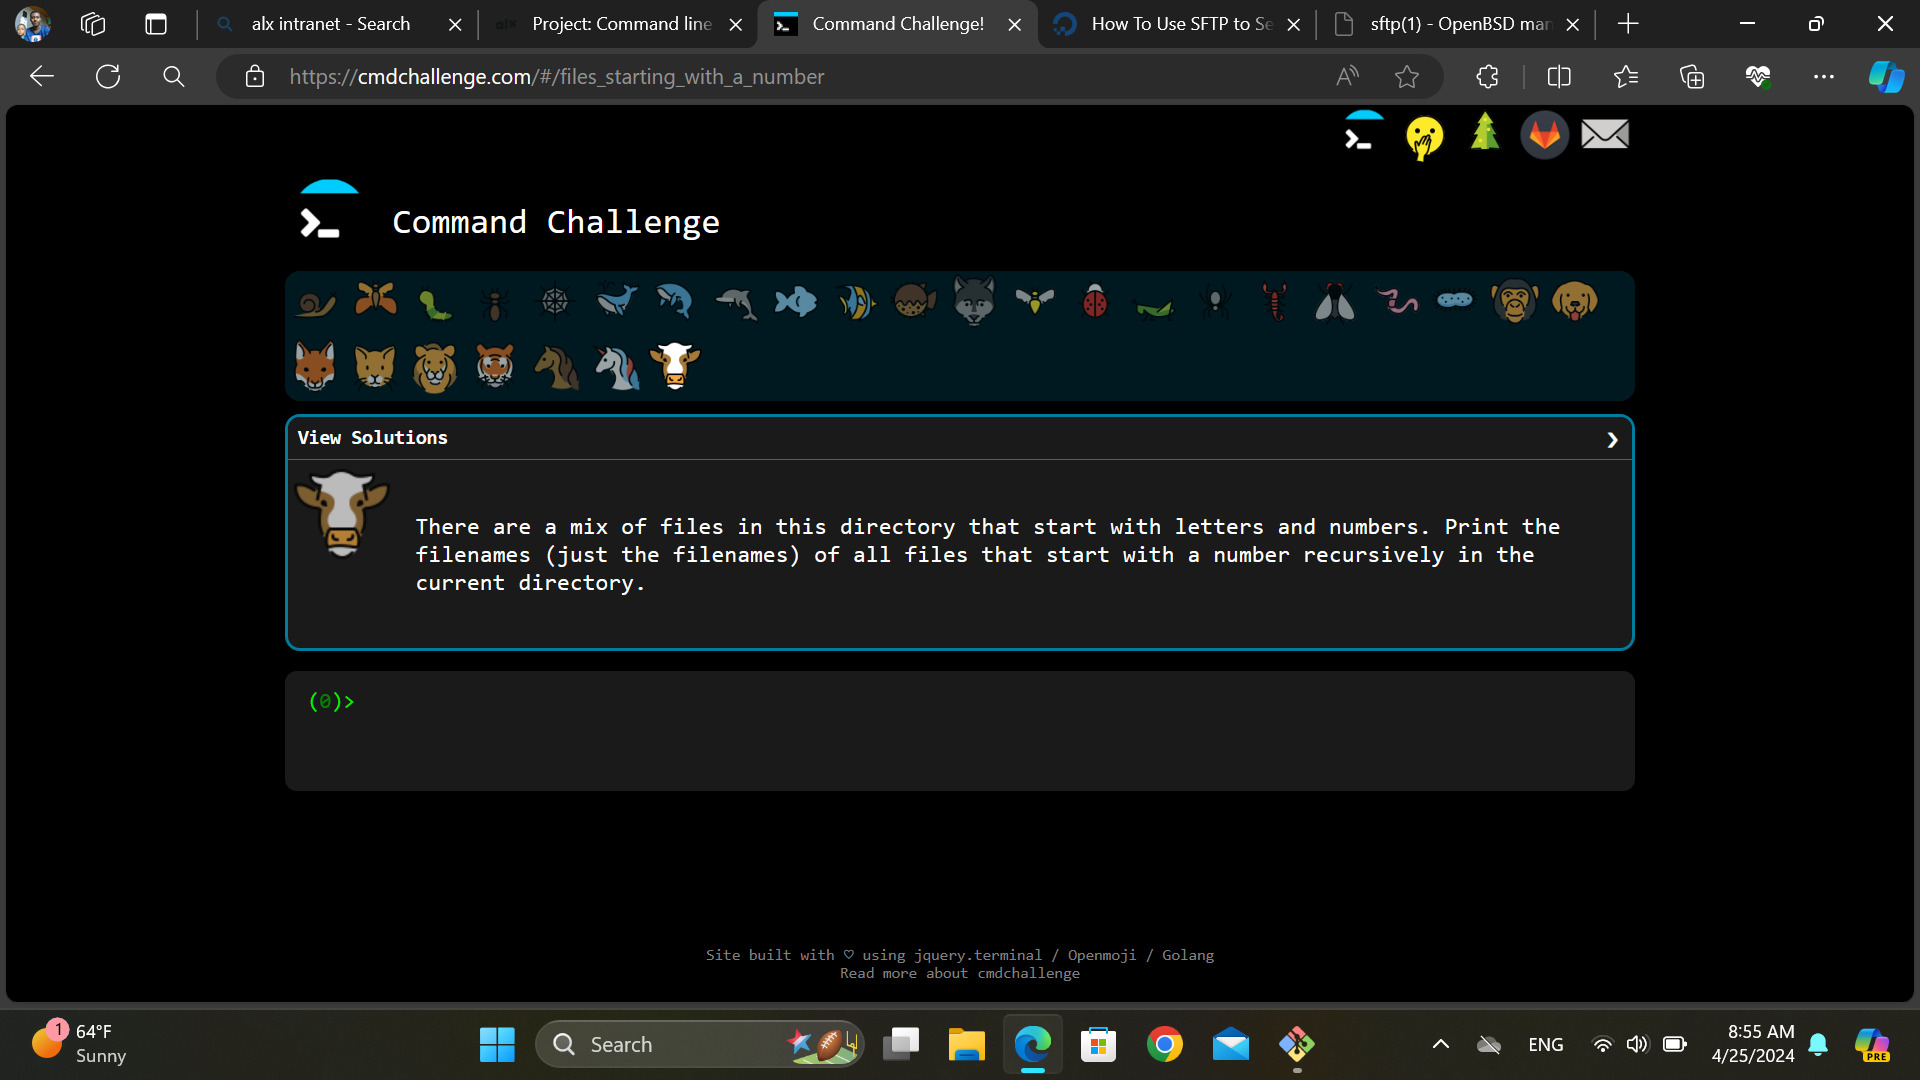 alx intranet - Search
Project: Command line
Command Challenge!
How To Use SFTP to Se
sftp(1) - OpenBSD man
https://cmdchallenge.com/#/files_starting_with_a_number
Command Challenge
View Solutions
There are a mix of files in this directory that start with letters and numbers. Print the
filenames (just the filenames) of all files that start with a number recursively in the
current directory.
(0)>
Site built with ♡ using jquery.terminal / Openmoji / Golang
Read more about cmdchallenge
1
64°F
Sunny
Search
ENG
8:55 AM
4/25/2024
PRE